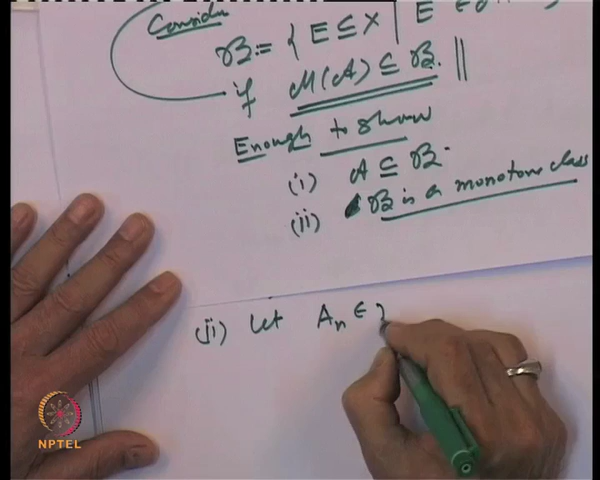 Consider
ℬ := { E ⊆ X | E ∈
if M(A) ⊆ ℬ. ||
Enough to show
(i) A ⊆ ℬ.
(ii) ℬ is a monotone class
(ii) Let Aₙ ∈
NPTEL